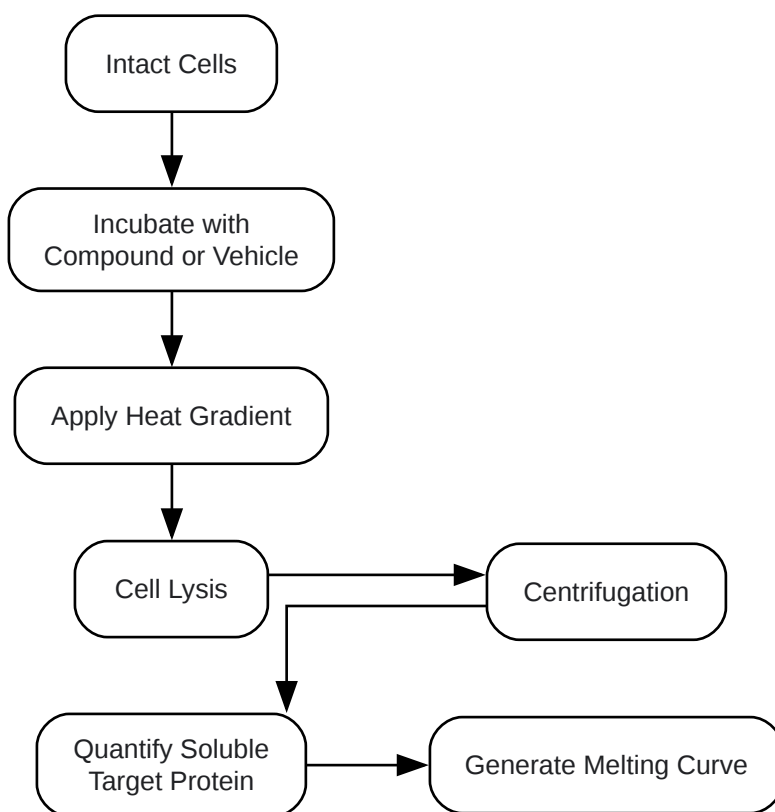 Intact Cells
Incubate with
Compound or Vehicle
Apply Heat Gradient
Cell Lysis
Centrifugation
Quantify Soluble
Target Protein
Generate Melting Curve